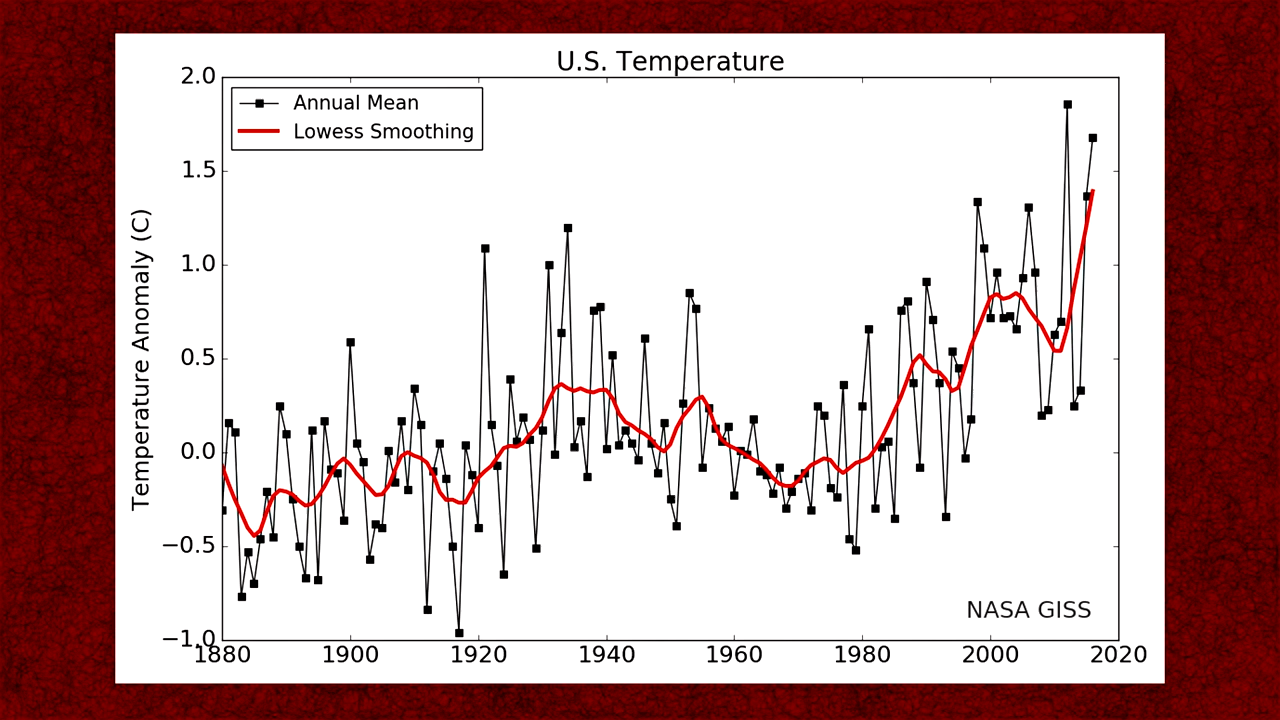 U.S. Temperature
Annual Mean
Lowess Smoothing
Temperature Anomaly (C)
2.0
1.5
1.0
0.5
0.0
−0.5
−1.0
1880 1900 1920 1940 1960 1980 2000 2020
NASA GISS